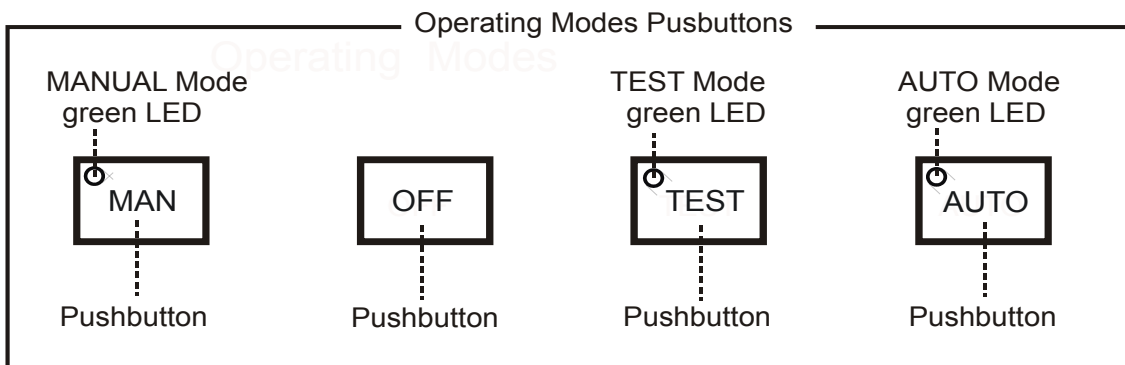 Operating Modes Pusbuttons
Operating Modes
MANUAL Mode
green LED
TEST Mode
green LED
AUTO Mode
green LED
MAN
OFF
TEST
AUTO
Pushbutton
Pushbutton
Pushbutton
Pushbutton